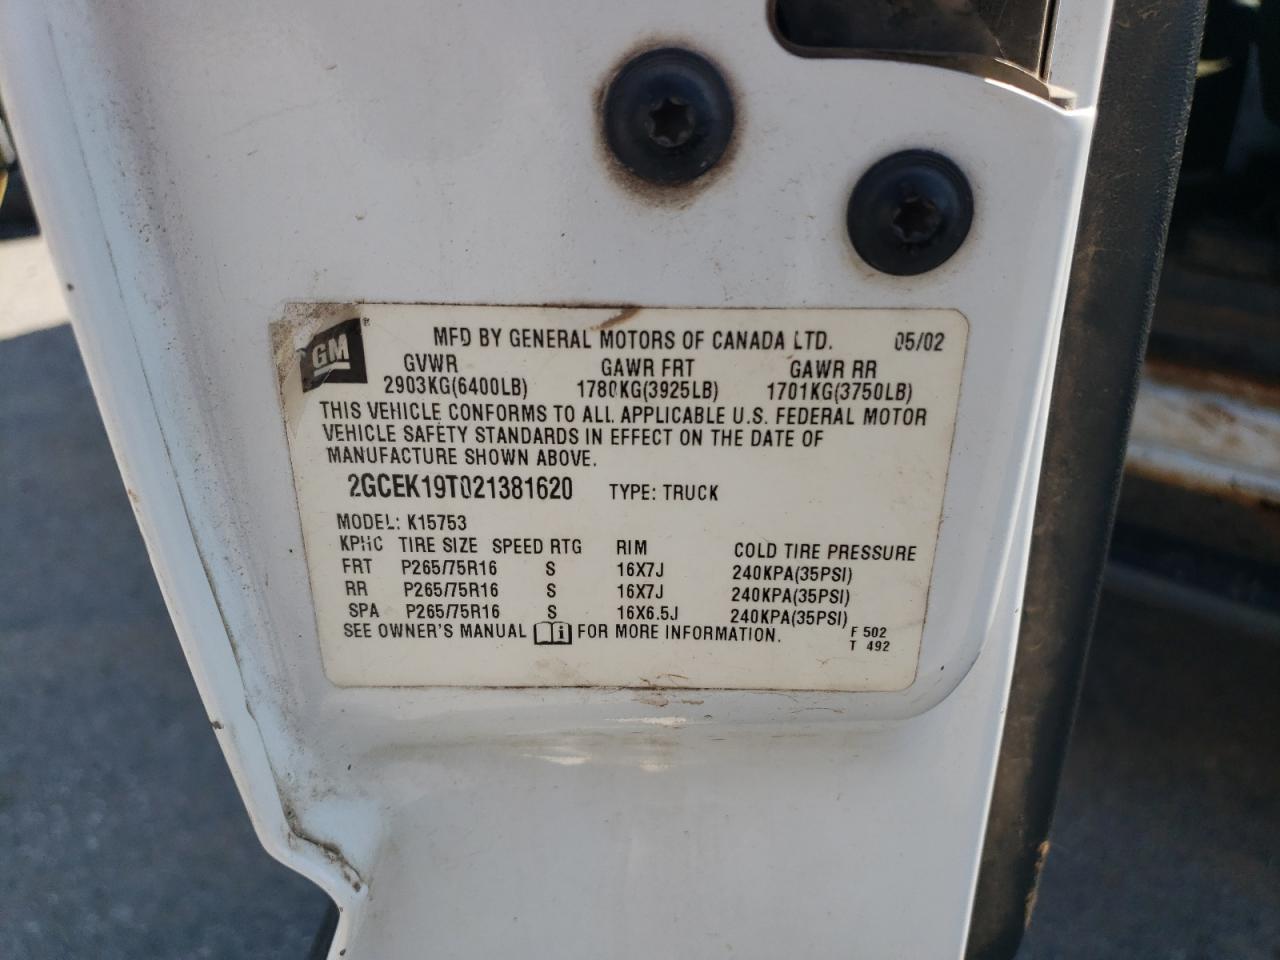 GM®
MFD BY GENERAL MOTORS OF CANADA LTD. 05/02
GVWR GAWR FRT GAWR RR
2903KG(6400LB) 1780KG(3925LB) 1701KG(3750LB)
THIS VEHICLE CONFORMS TO ALL APPLICABLE U.S. FEDERAL MOTOR
VEHICLE SAFETY STANDARDS IN EFFECT ON THE DATE OF
MANUFACTURE SHOWN ABOVE.
2GCEK19T021381620 TYPE: TRUCK
MODEL: K15753
KPHC TIRE SIZE SPEED RTG RIM COLD TIRE PRESSURE
FRT P265/75R16 S 16X7J 240KPA(35PSI)
RR P265/75R16 S 16X7J 240KPA(35PSI)
SPA P265/75R16 S 16X6.5J 240KPA(35PSI)
SEE OWNER'S MANUAL i FOR MORE INFORMATION. F 502
T 492